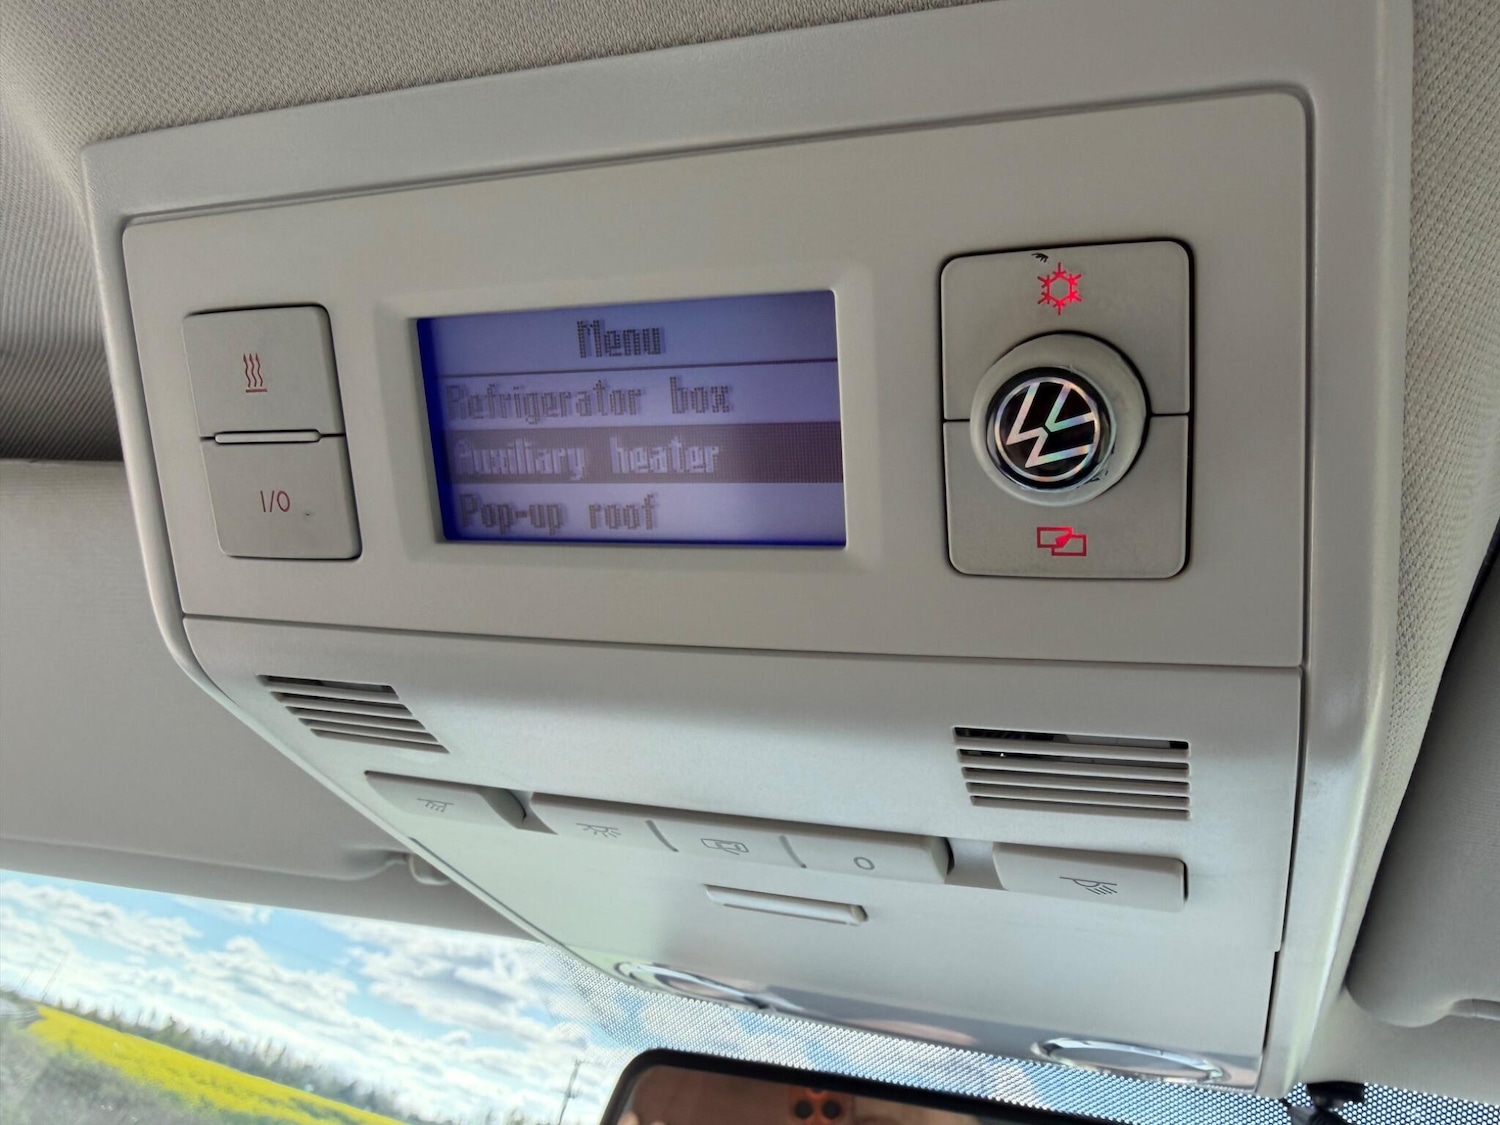 Menu
Refrigerator box
Auxiliary heater
Pop-up roof
I/O
O